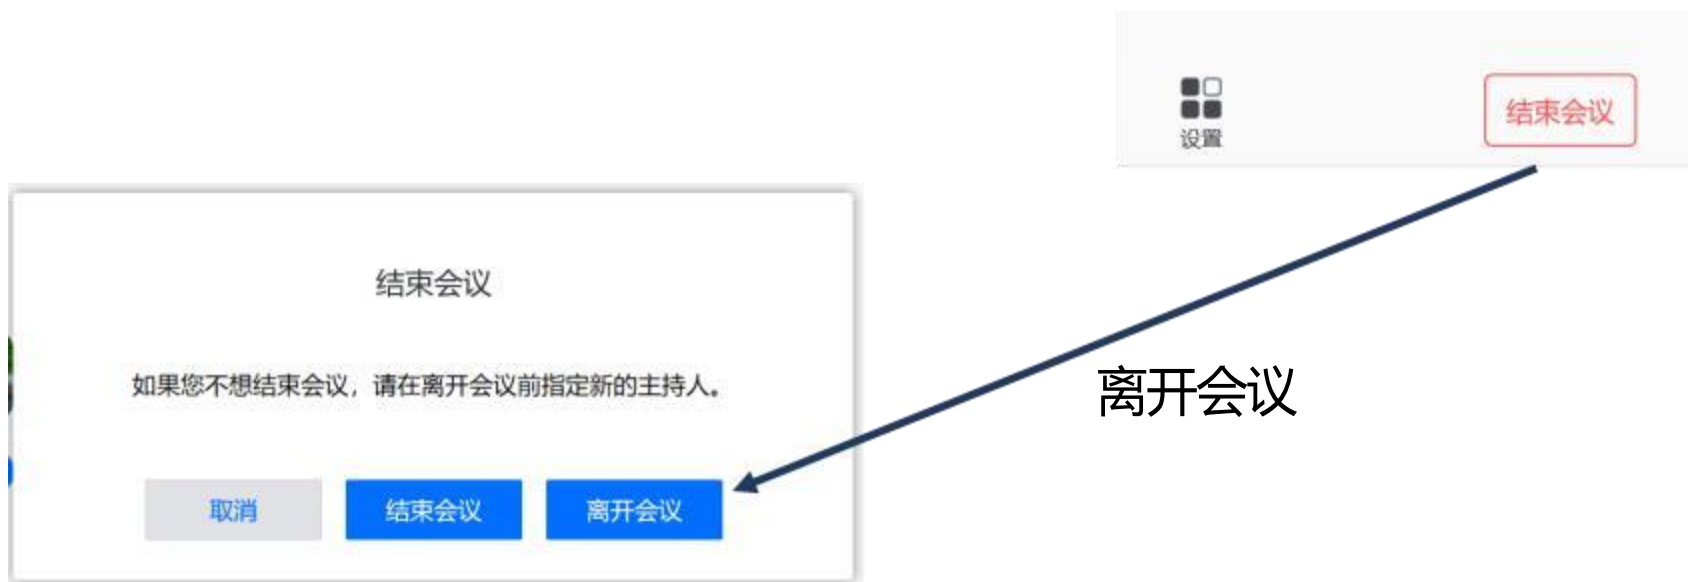 设置
结束会议
结束会议
如果您不想结束会议，请在离开会议前指定新的主持人。
离开会议
取消
结束会议
离开会议